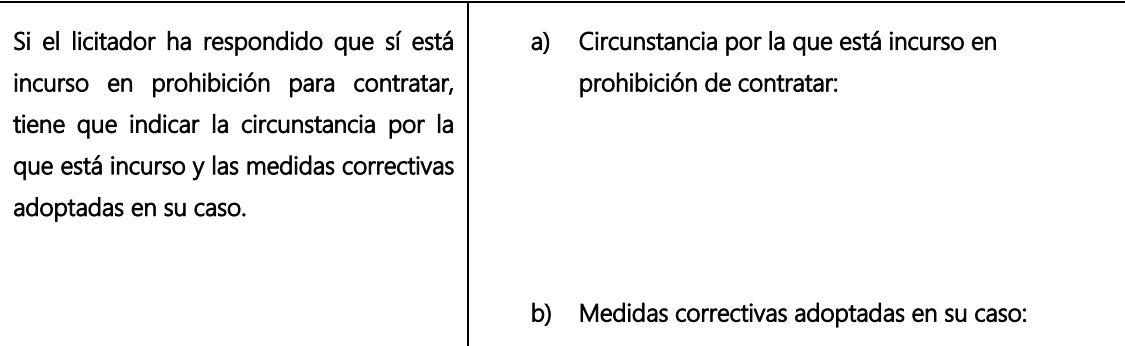 Si el licitador ha respondido que sí está
incurso en prohibición para contratar,
tiene que indicar la circunstancia por la
que está incurso y las medidas correctivas
adoptadas en su caso.
a) Circunstancia por la que está incurso en
prohibición de contratar:
b) Medidas correctivas adoptadas en su caso: